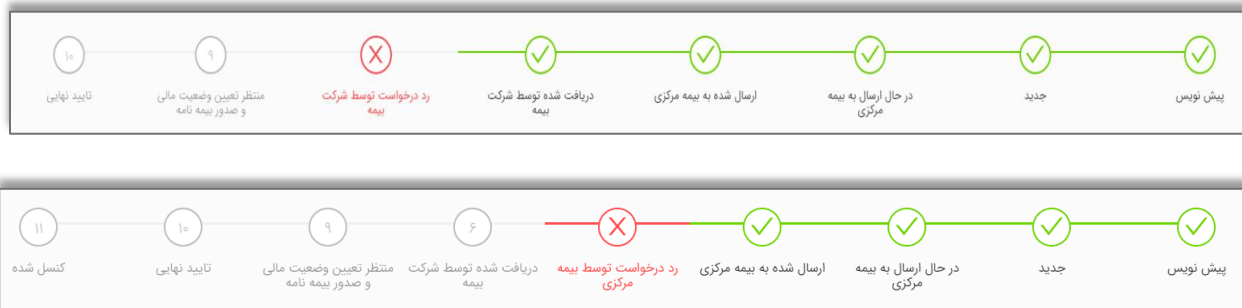 ۹ ۱۰
پیش نویس جدید در حال ارسال به بیمه ارسال شده به بیمه مرکزی دریافت شده توسط شرکت رد درخواست توسط شرکت منتظر تعیین وضعیت مالی تایید نهایی
مرکزی بیمه بیمه و صدور بیمه نامه
۶ ۹ ۱۰ ۱۱
پیش نویس جدید در حال ارسال به بیمه ارسال شده به بیمه مرکزی رد درخواست توسط بیمه دریافت شده توسط شرکت منتظر تعیین وضعیت مالی تایید نهایی کنسل شده
مرکزی مرکزی بیمه و صدور بیمه نامه